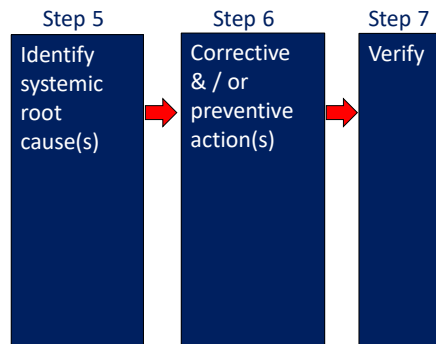 Step 5
Identify
systemic
root
cause(s)
Step 6
Corrective
& / or
preventive
action(s)
Step 7
Verify